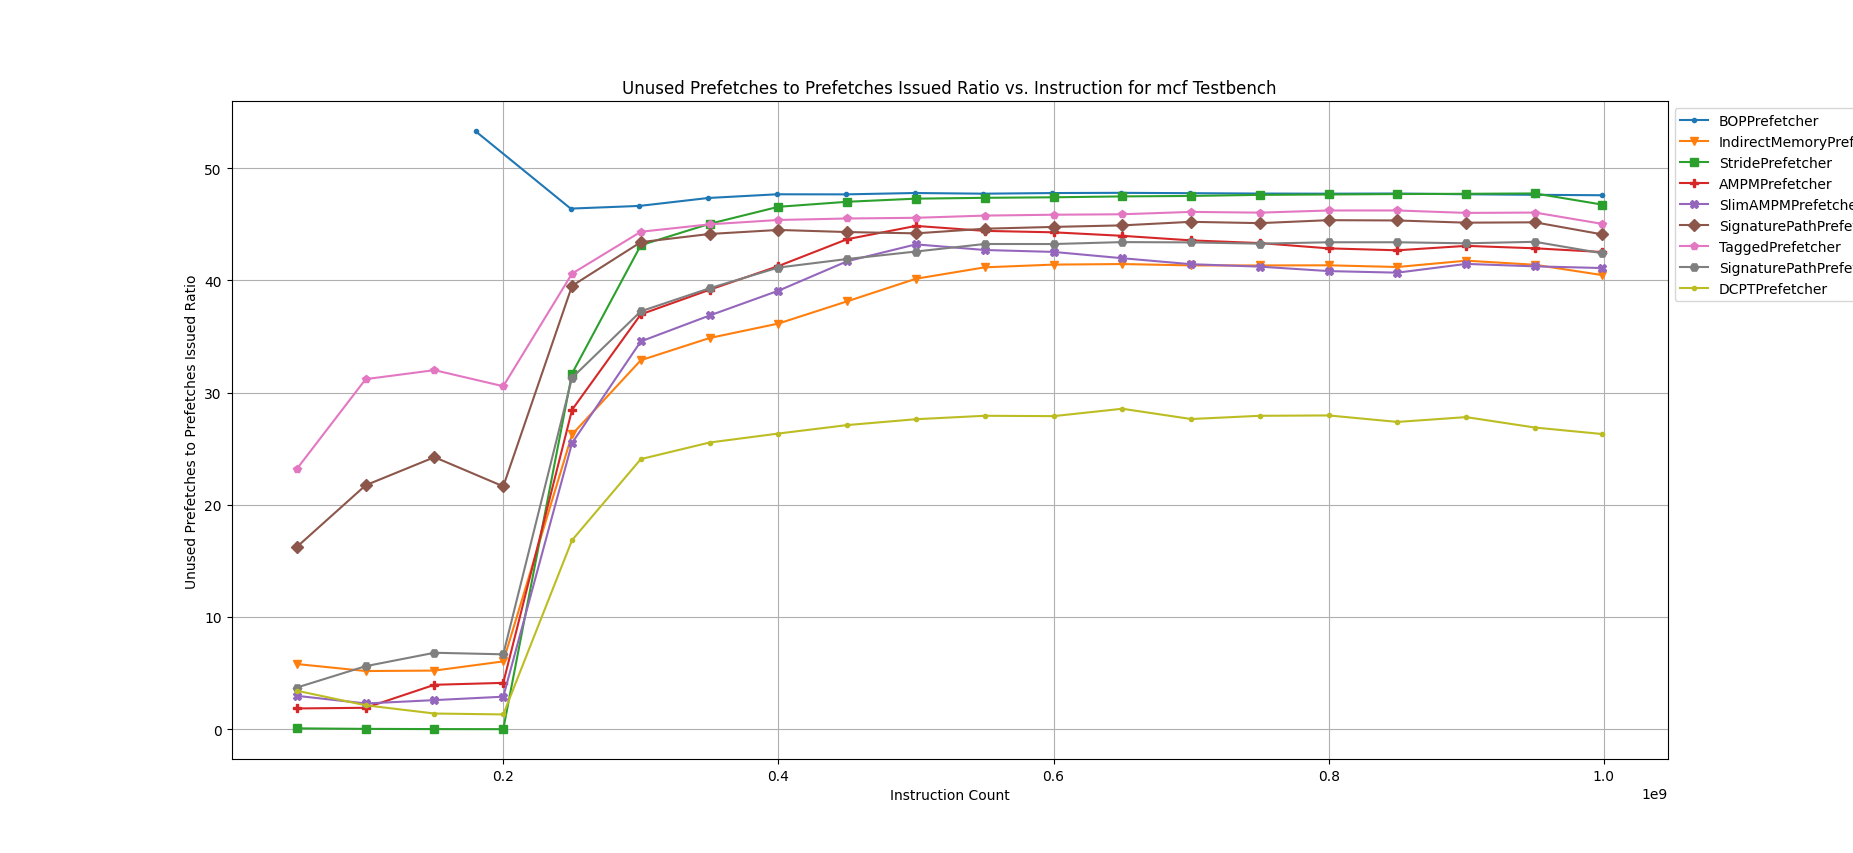 Unused Prefetches to Prefetches Issued Ratio vs. Instruction for mcf Testbench
Unused Prefetches to Prefetches Issued Ratio
50
40
30
20
10
0
0.2
0.4
0.6
0.8
1.0
1e9
Instruction Count
BOPPrefetcher
IndirectMemoryPref
StridePrefetcher
AMPMPrefetcher
SlimAMPMPrefetche
SignaturePathPrefe
TaggedPrefetcher
SignaturePathPrefe
DCPTPrefetcher